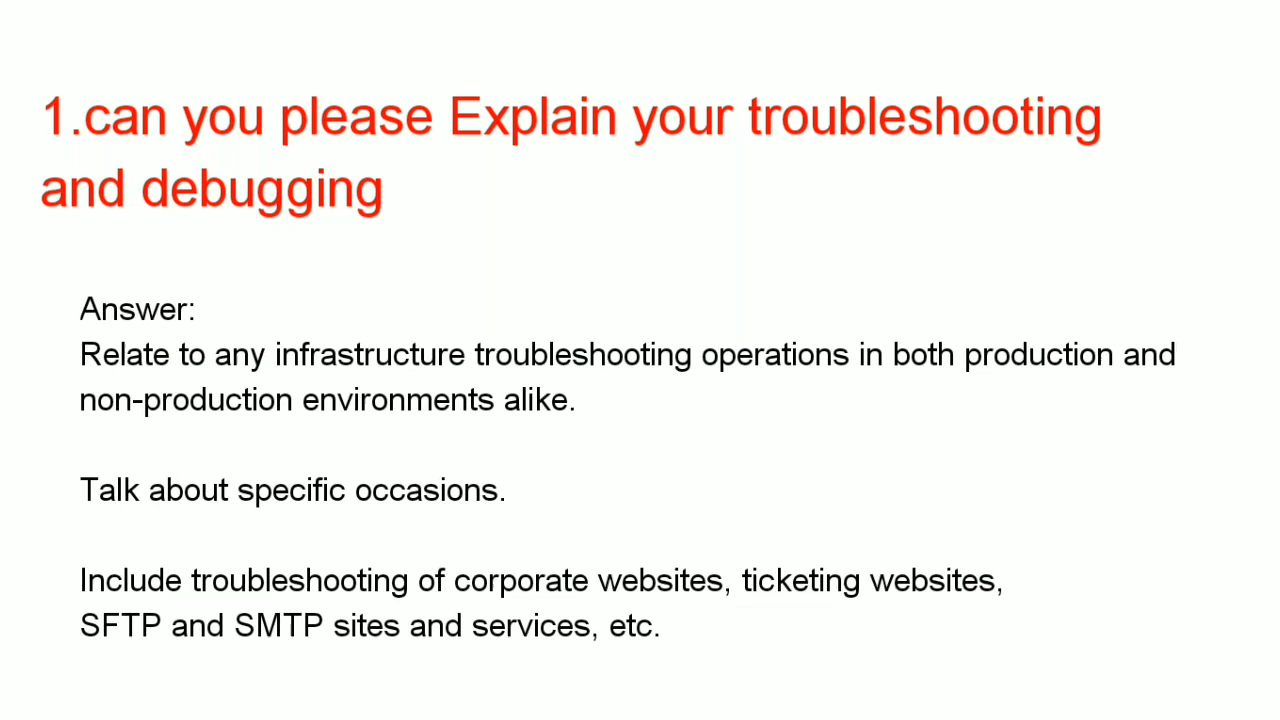 1.can you please Explain your troubleshooting
and debugging
Answer:
Relate to any infrastructure troubleshooting operations in both production and
non-production environments alike.
Talk about specific occasions.
Include troubleshooting of corporate websites, ticketing websites,
SFTP and SMTP sites and services, etc.